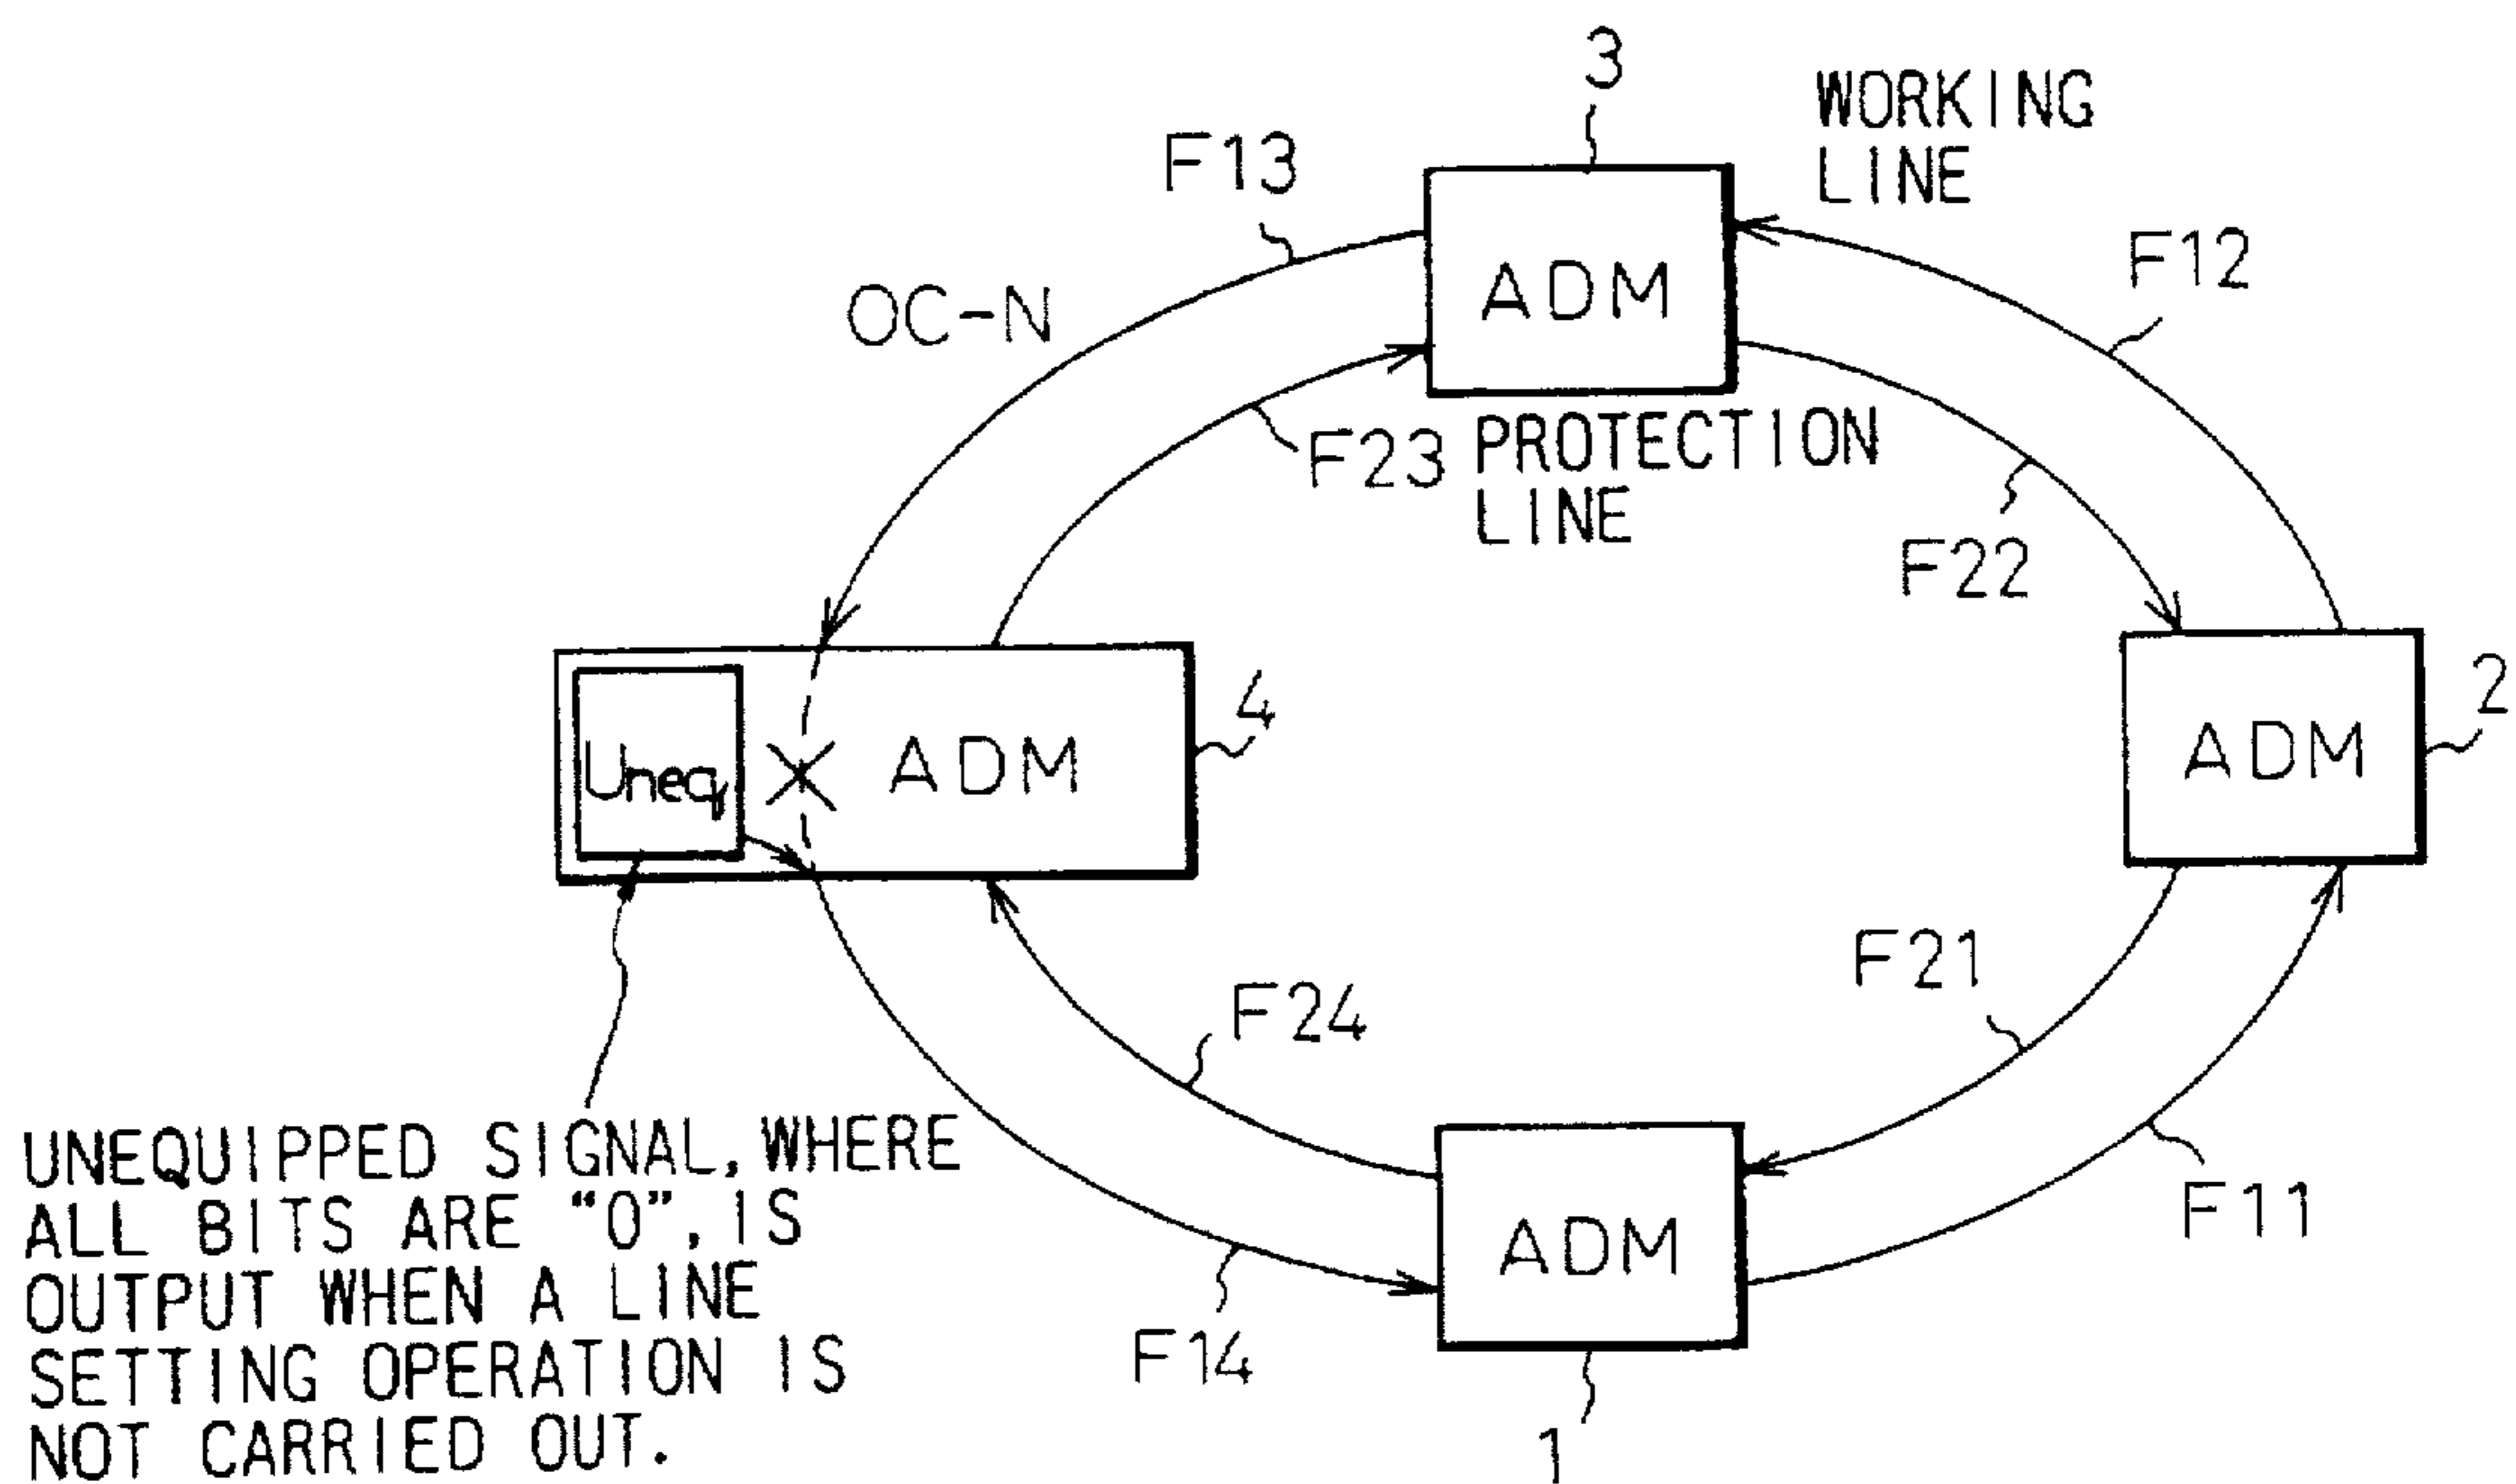 3
WORKING
LINE
F13
F12
OC-N
ADM
F23
PROTECTION
LINE
F22
4
2
Uneq
ADM
ADM
F21
F24
F11
UNEQUIPPED SIGNAL, WHERE
ALL BITS ARE "0", IS
OUTPUT WHEN A LINE
SETTING OPERATION IS
NOT CARRIED OUT.
ADM
F14
1